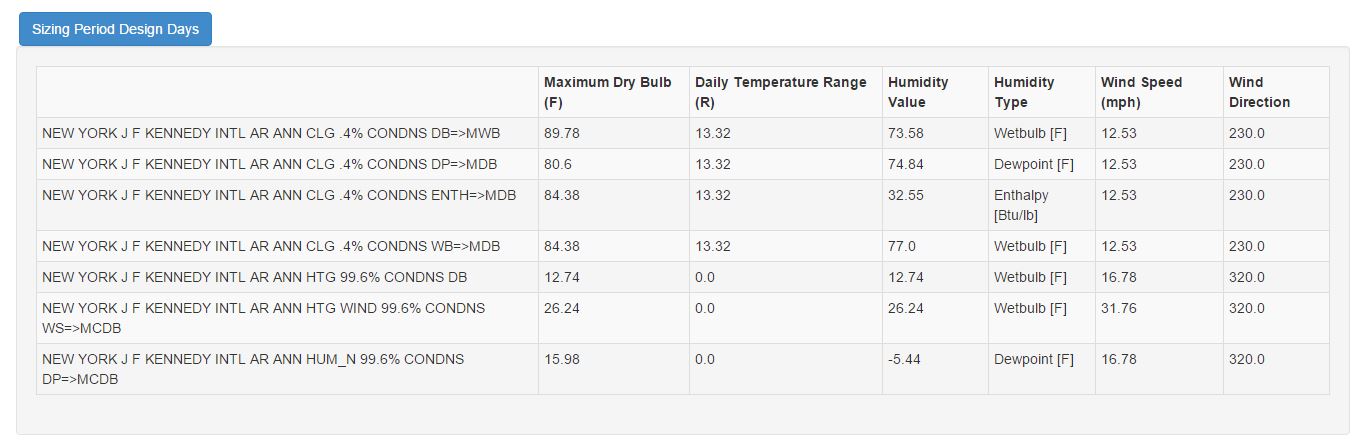 Sizing Period Design Days
Maximum Dry Bulb (F) Daily Temperature Range (R) Humidity Value Humidity Type Wind Speed (mph) Wind Direction
NEW YORK J F KENNEDY INTL AR ANN CLG .4% CONDNS DB=>MWB 89.78 13.32 73.58 Wetbulb [F] 12.53 230.0
NEW YORK J F KENNEDY INTL AR ANN CLG .4% CONDNS DP=>MDB 80.6 13.32 74.84 Dewpoint [F] 12.53 230.0
NEW YORK J F KENNEDY INTL AR ANN CLG .4% CONDNS ENTH=>MDB 84.38 13.32 32.55 Enthalpy [Btu/lb] 12.53 230.0
NEW YORK J F KENNEDY INTL AR ANN CLG .4% CONDNS WB=>MDB 84.38 13.32 77.0 Wetbulb [F] 12.53 230.0
NEW YORK J F KENNEDY INTL AR ANN HTG 99.6% CONDNS DB 12.74 0.0 12.74 Wetbulb [F] 16.78 320.0
NEW YORK J F KENNEDY INTL AR ANN HTG WIND 99.6% CONDNS WS=>MCDB 26.24 0.0 26.24 Wetbulb [F] 31.76 320.0
NEW YORK J F KENNEDY INTL AR ANN HUM_N 99.6% CONDNS DP=>MCDB 15.98 0.0 -5.44 Dewpoint [F] 16.78 320.0